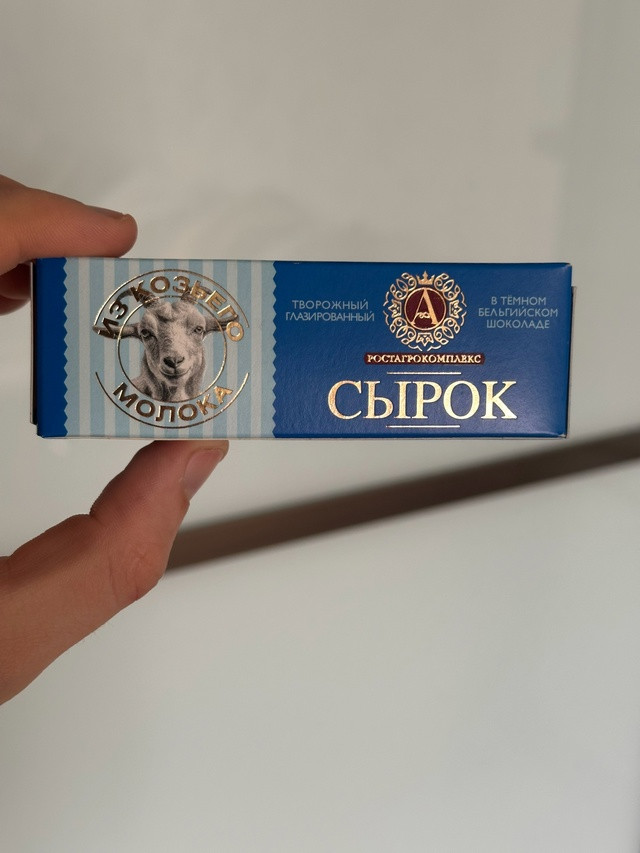 ИЗ КОЗЬЕГО
МОЛОКА
ТВОРОЖНЫЙ
ГЛАЗИРОВАННЫЙ
А
РОСТАГРОКОМПЛЕКС
СЫРОК
В ТЁМНОМ
БЕЛЬГИЙСКОМ
ШОКОЛАДЕ